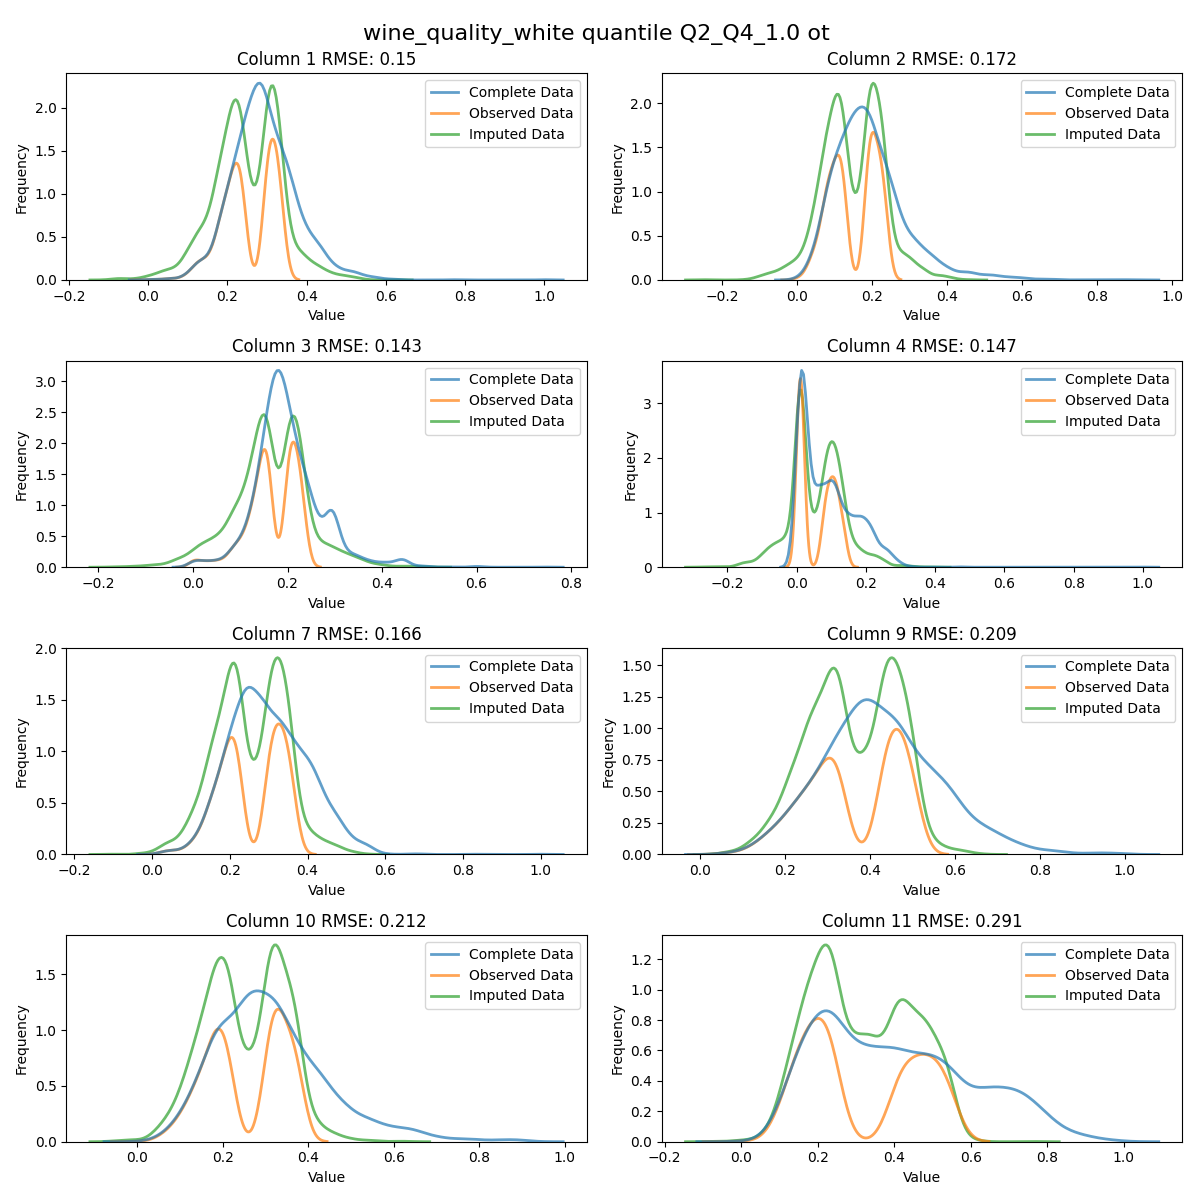 wine_quality_white quantile Q2_Q4_1.0 ot
Column 1 RMSE: 0.15
Frequency
2.0
1.5
1.0
0.5
0.0
Complete Data
Observed Data
Imputed Data
−0.2 0.0 0.2 0.4 0.6 0.8 1.0
Value
Column 2 RMSE: 0.172
Frequency
2.0
1.5
1.0
0.5
0.0
Complete Data
Observed Data
Imputed Data
−0.2 0.0 0.2 0.4 0.6 0.8 1.0
Value
Column 3 RMSE: 0.143
Frequency
3.0
2.5
2.0
1.5
1.0
0.5
0.0
Complete Data
Observed Data
Imputed Data
−0.2 0.0 0.2 0.4 0.6 0.8
Value
Column 4 RMSE: 0.147
Frequency
3
2
1
0
Complete Data
Observed Data
Imputed Data
−0.2 0.0 0.2 0.4 0.6 0.8 1.0
Value
Column 7 RMSE: 0.166
Frequency
2.0
1.5
1.0
0.5
0.0
Complete Data
Observed Data
Imputed Data
−0.2 0.0 0.2 0.4 0.6 0.8 1.0
Value
Column 9 RMSE: 0.209
Frequency
1.50
1.25
1.00
0.75
0.50
0.25
0.00
Complete Data
Observed Data
Imputed Data
0.0 0.2 0.4 0.6 0.8 1.0
Value
Column 10 RMSE: 0.212
Frequency
1.5
1.0
0.5
0.0
Complete Data
Observed Data
Imputed Data
0.0 0.2 0.4 0.6 0.8 1.0
Value
Column 11 RMSE: 0.291
Frequency
1.2
1.0
0.8
0.6
0.4
0.2
0.0
Complete Data
Observed Data
Imputed Data
−0.2 0.0 0.2 0.4 0.6 0.8 1.0
Value